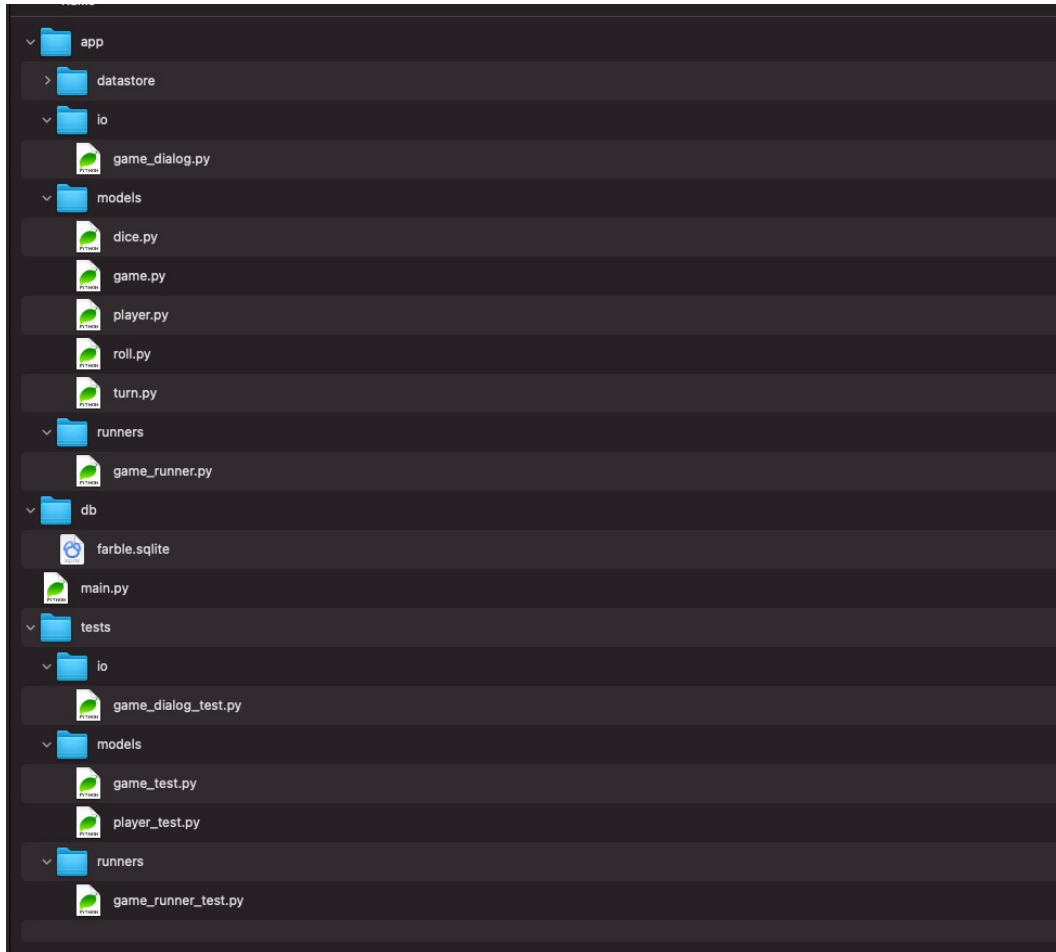 Name
app
datastore
io
game_dialog.py
models
dice.py
game.py
player.py
roll.py
turn.py
runners
game_runner.py
db
farble.sqlite
main.py
tests
io
game_dialog_test.py
models
game_test.py
player_test.py
runners
game_runner_test.py